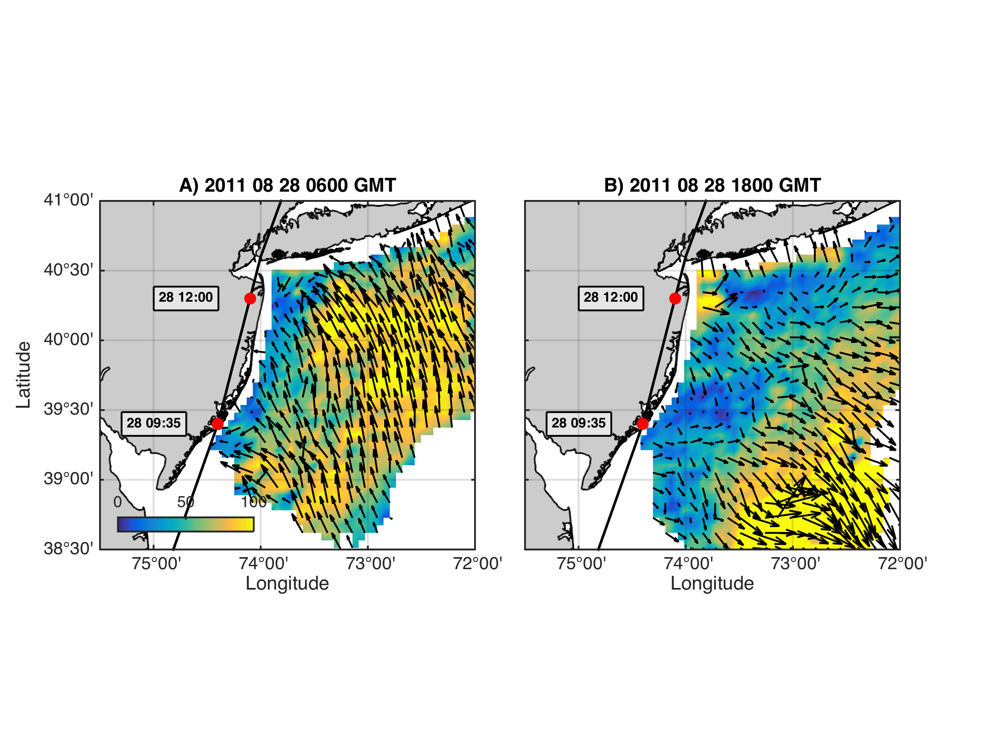 A) 2011 08 28 0600 GMT
41°00'
40°30'
40°00'
39°30'
39°00'
38°30'
Latitude
28 12:00
28 09:35
0 50 100
75°00' 74°00' 73°00' 72°00'
Longitude
B) 2011 08 28 1800 GMT
28 12:00
28 09:35
75°00' 74°00' 73°00' 72°00'
Longitude